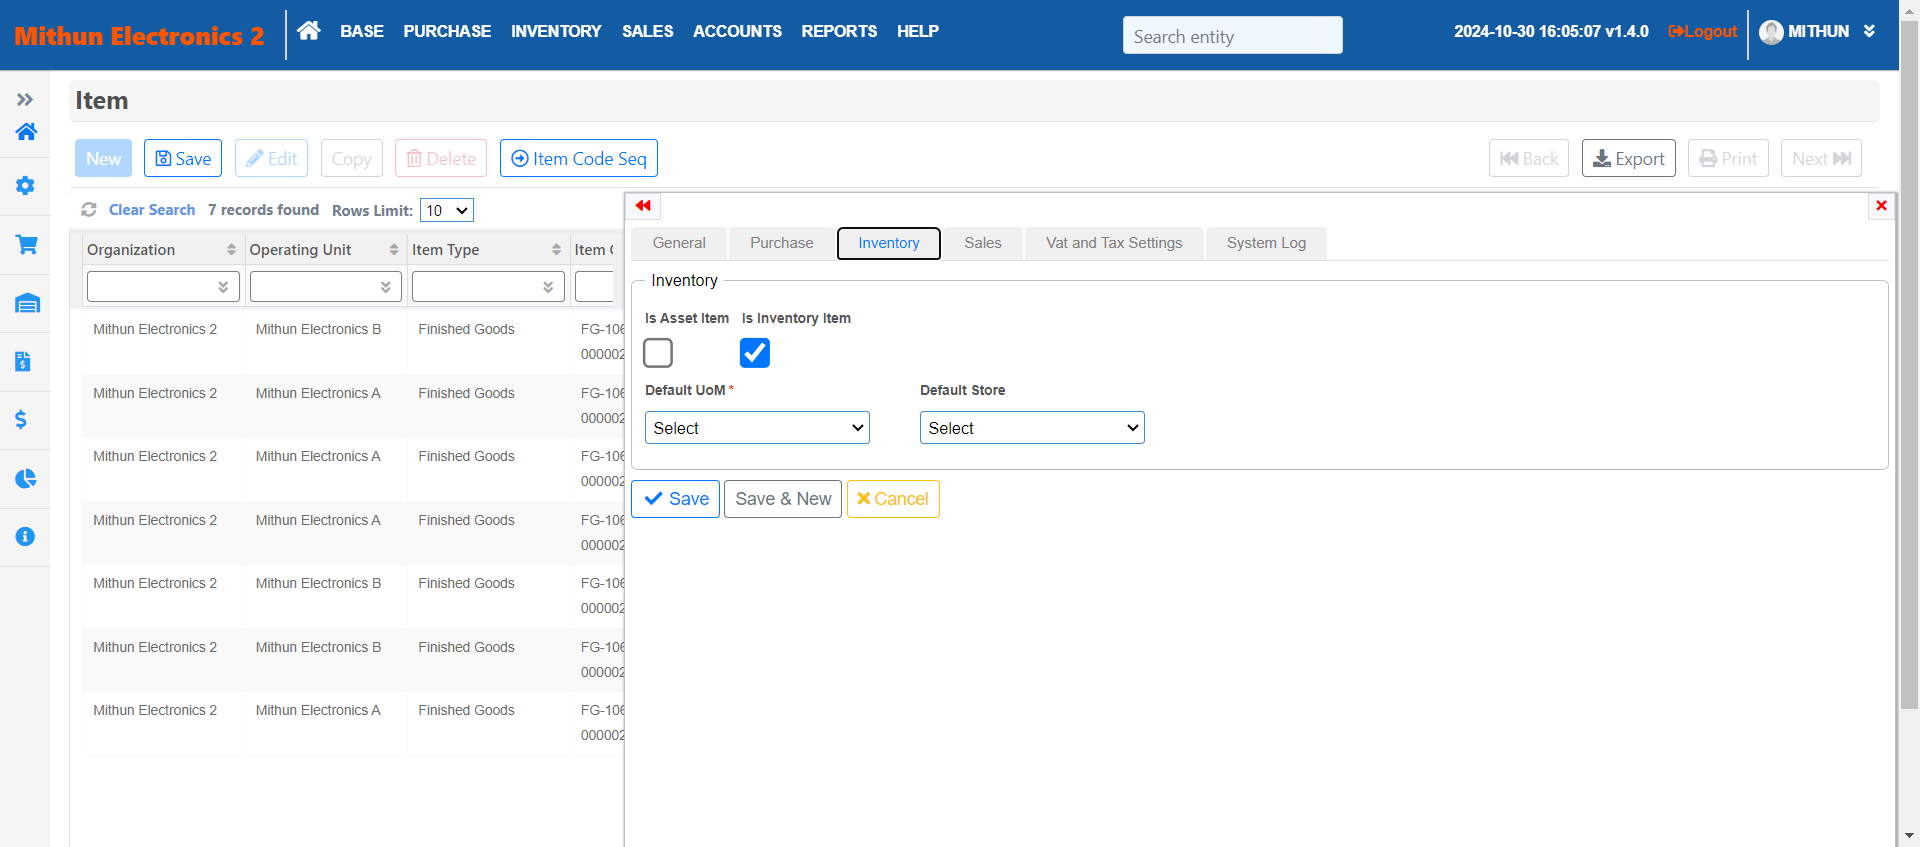 Mithun Electronics 2
BASE PURCHASE INVENTORY SALES ACCOUNTS REPORTS HELP
Search entity
2024-10-30 16:05:07 v1.4.0 Logout MITHUN
Item
New Save Edit Copy Delete Item Code Seq
Back Export Print Next
Clear Search 7 records found Rows Limit: 10
Organization Operating Unit Item Type Item
Mithun Electronics 2 Mithun Electronics B Finished Goods FG-106
000002
Mithun Electronics 2 Mithun Electronics A Finished Goods FG-106
000002
Mithun Electronics 2 Mithun Electronics A Finished Goods FG-106
000002
Mithun Electronics 2 Mithun Electronics A Finished Goods FG-106
000002
Mithun Electronics 2 Mithun Electronics B Finished Goods FG-106
000002
Mithun Electronics 2 Mithun Electronics B Finished Goods FG-106
000002
Mithun Electronics 2 Mithun Electronics A Finished Goods FG-106
000002
General Purchase Inventory Sales Vat and Tax Settings System Log
Inventory
Is Asset Item Is Inventory Item
Default UoM * Default Store
Select Select
Save Save & New Cancel